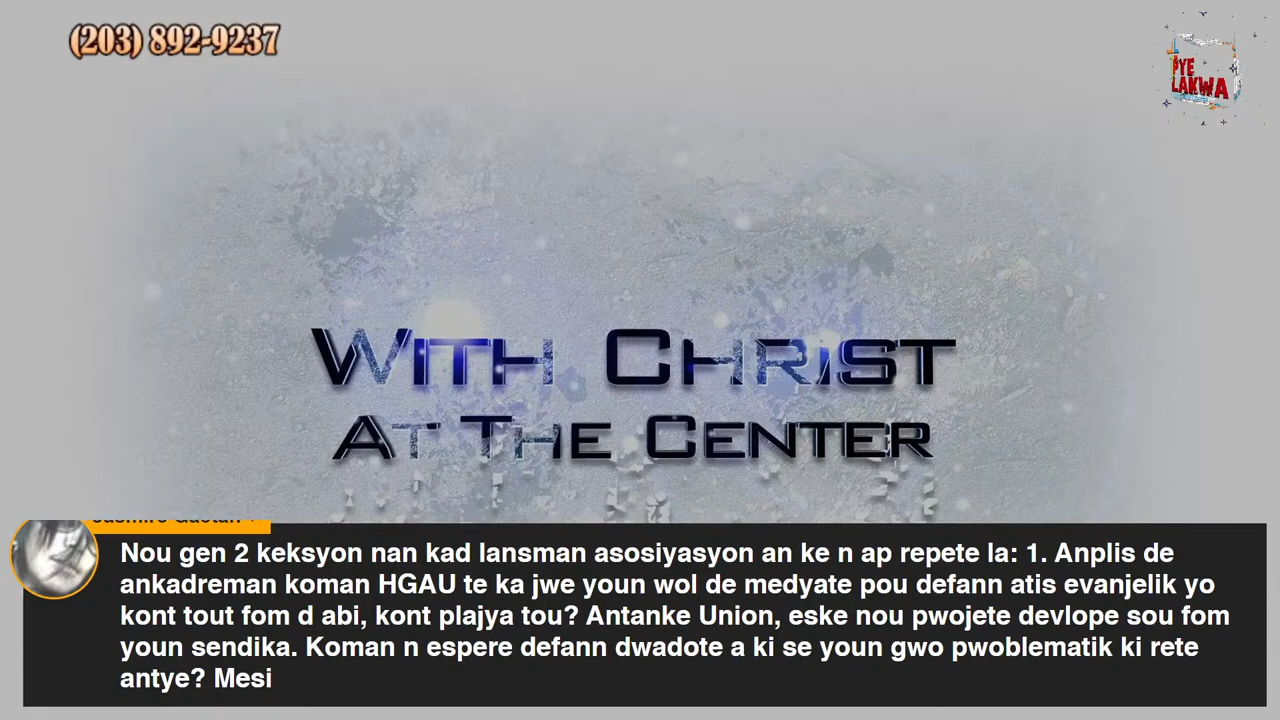 (203) 892-9237
PYE
LAKWA
WITH CHRIST
AT THE CENTER
Nou gen 2 keksyon nan kad lansman asosiyasyon an ke n ap repete la: 1. Anplis de
ankadreman koman HGAU te ka jwe youn wol de medyate pou defann atis evanjelik yo
kont tout fom d abi, kont plajya tou? Antanke Union, eske nou pwojete devlope sou fom
youn sendika. Koman n espere defann dwadote a ki se youn gwo pwoblematik ki rete
antye? Mesi